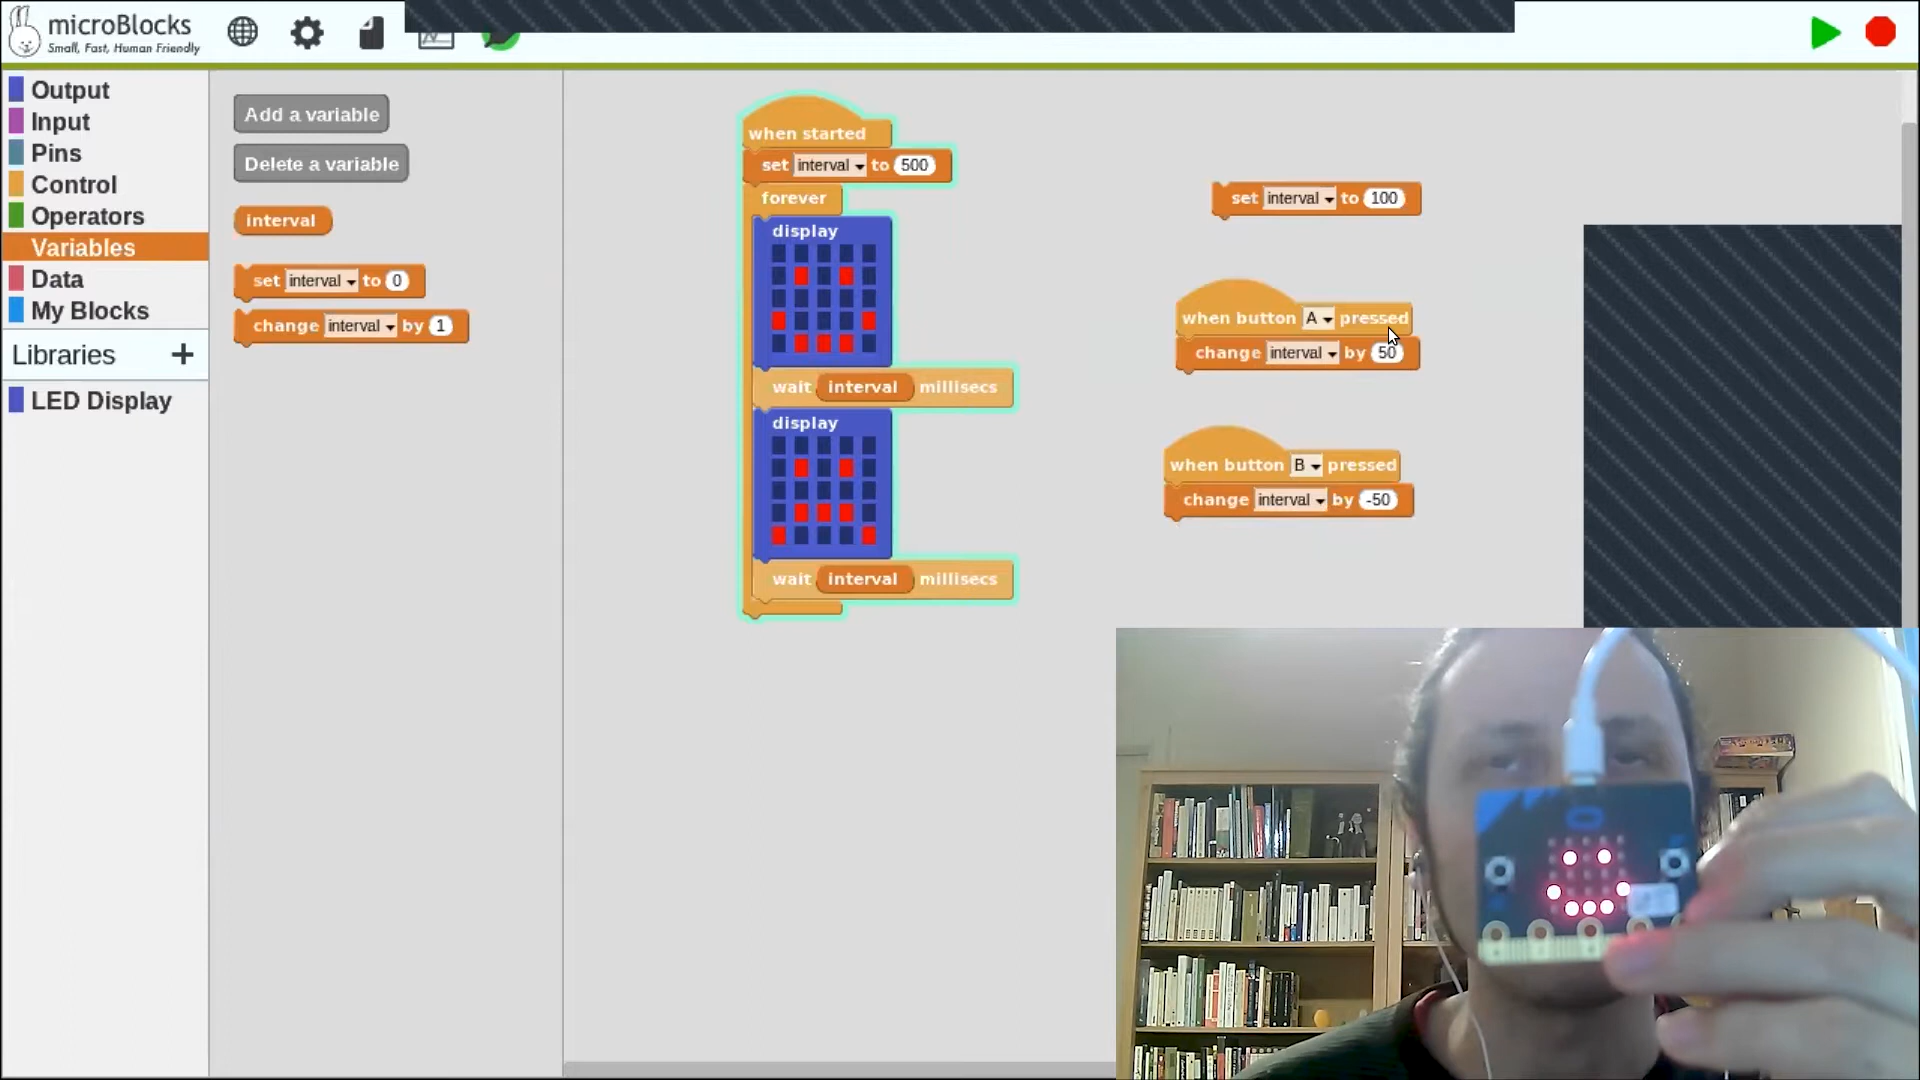 microBlocks
Small, Fast, Human Friendly
Output
Input
Pins
Control
Operators
Variables
Data
My Blocks
Libraries +
LED Display
Add a variable
Delete a variable
interval
set interval to 0
change interval by 1
when started
set interval to 500
forever
display
wait interval millisecs
display
wait interval millisecs
set interval to 100
when button A pressed
change interval by 50
when button B pressed
change interval by -50